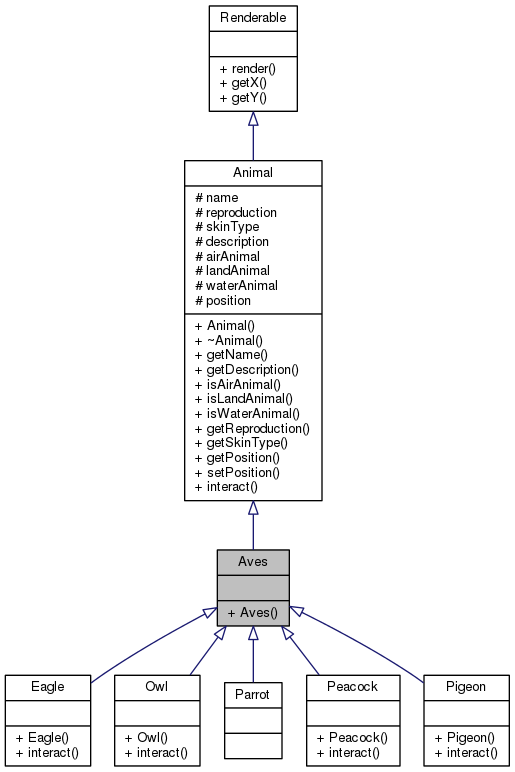 Renderable
+ render()
+ getX()
+ getY()
Animal
# name
# reproduction
# skinType
# description
# airAnimal
# landAnimal
# waterAnimal
# position
+ Animal()
+ ~Animal()
+ getName()
+ getDescription()
+ isAirAnimal()
+ isLandAnimal()
+ isWaterAnimal()
+ getReproduction()
+ getSkinType()
+ getPosition()
+ setPosition()
+ interact()
Aves
+ Aves()
Eagle
+ Eagle()
+ interact()
Owl
+ Owl()
+ interact()
Parrot
Peacock
+ Peacock()
+ interact()
Pigeon
+ Pigeon()
+ interact()